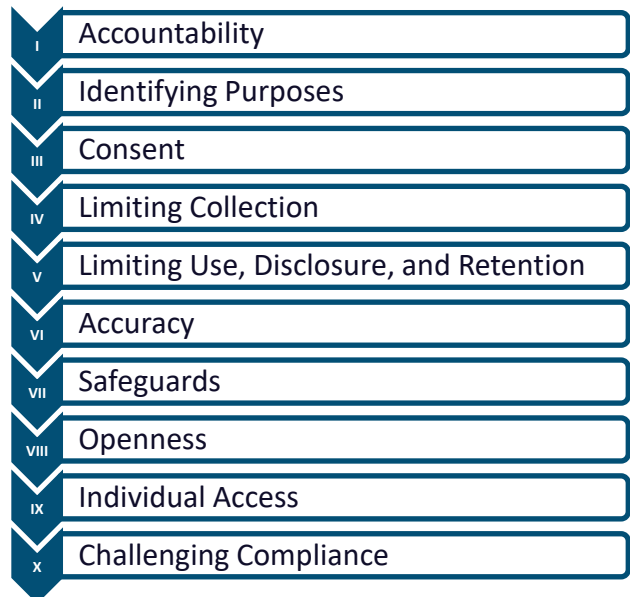 I Accountability
II Identifying Purposes
III Consent
IV Limiting Collection
V Limiting Use, Disclosure, and Retention
VI Accuracy
VII Safeguards
VIII Openness
IX Individual Access
X Challenging Compliance